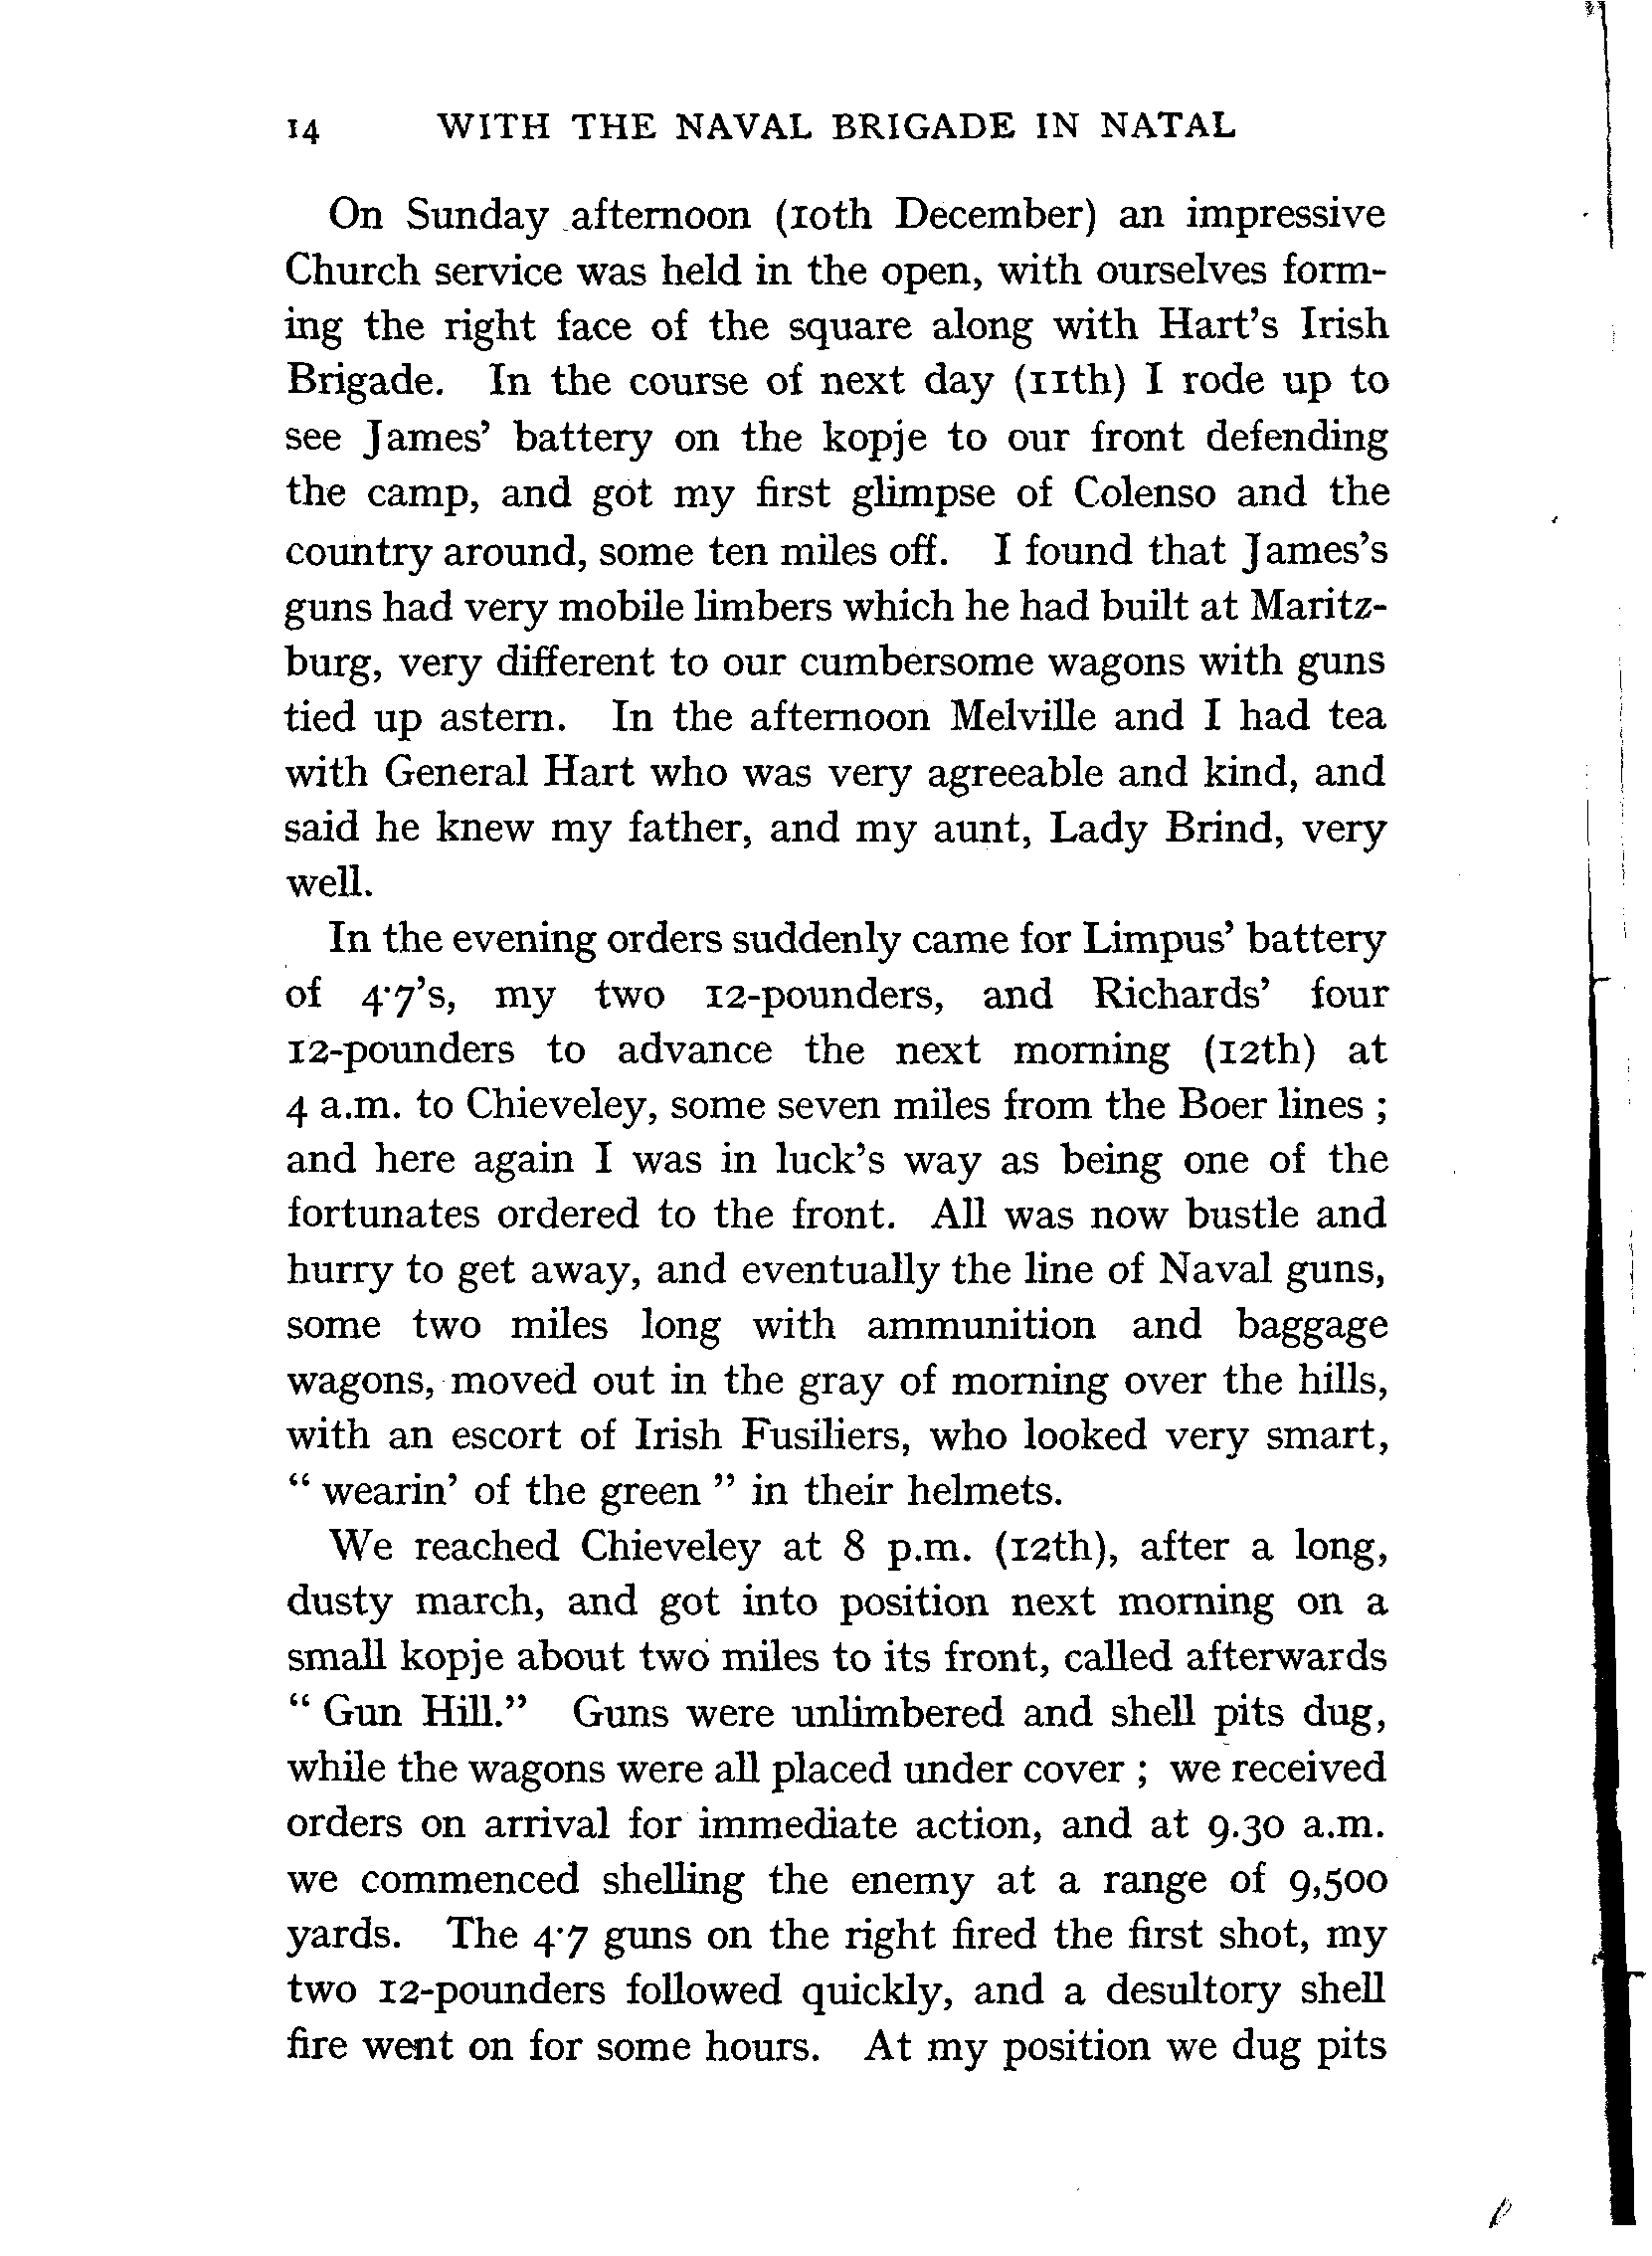 14 WITH THE NAVAL BRIGADE IN NATAL
On Sunday afternoon (10th December) an impressive
Church service was held in the open, with ourselves form-
ing the right face of the square along with Hart's Irish
Brigade. In the course of next day (11th) I rode up to
see James' battery on the kopje to our front defending
the camp, and got my first glimpse of Colenso and the
country around, some ten miles off. I found that James's
guns had very mobile limbers which he had built at Maritz-
burg, very different to our cumbersome wagons with guns
tied up astern. In the afternoon Melville and I had tea
with General Hart who was very agreeable and kind, and
said he knew my father, and my aunt, Lady Brind, very
well.
In the evening orders suddenly came for Limpus' battery
of 4·7's, my two 12-pounders, and Richards' four
12-pounders to advance the next morning (12th) at
4 a.m. to Chieveley, some seven miles from the Boer lines ;
and here again I was in luck's way as being one of the
fortunates ordered to the front. All was now bustle and
hurry to get away, and eventually the line of Naval guns,
some two miles long with ammunition and baggage
wagons, moved out in the gray of morning over the hills,
with an escort of Irish Fusiliers, who looked very smart,
" wearin' of the green " in their helmets.
We reached Chieveley at 8 p.m. (12th), after a long,
dusty march, and got into position next morning on a
small kopje about two miles to its front, called afterwards
" Gun Hill." Guns were unlimbered and shell pits dug,
while the wagons were all placed under cover ; we received
orders on arrival for immediate action, and at 9.30 a.m.
we commenced shelling the enemy at a range of 9,500
yards. The 4·7 guns on the right fired the first shot, my
two 12-pounders followed quickly, and a desultory shell
fire went on for some hours. At my position we dug pits